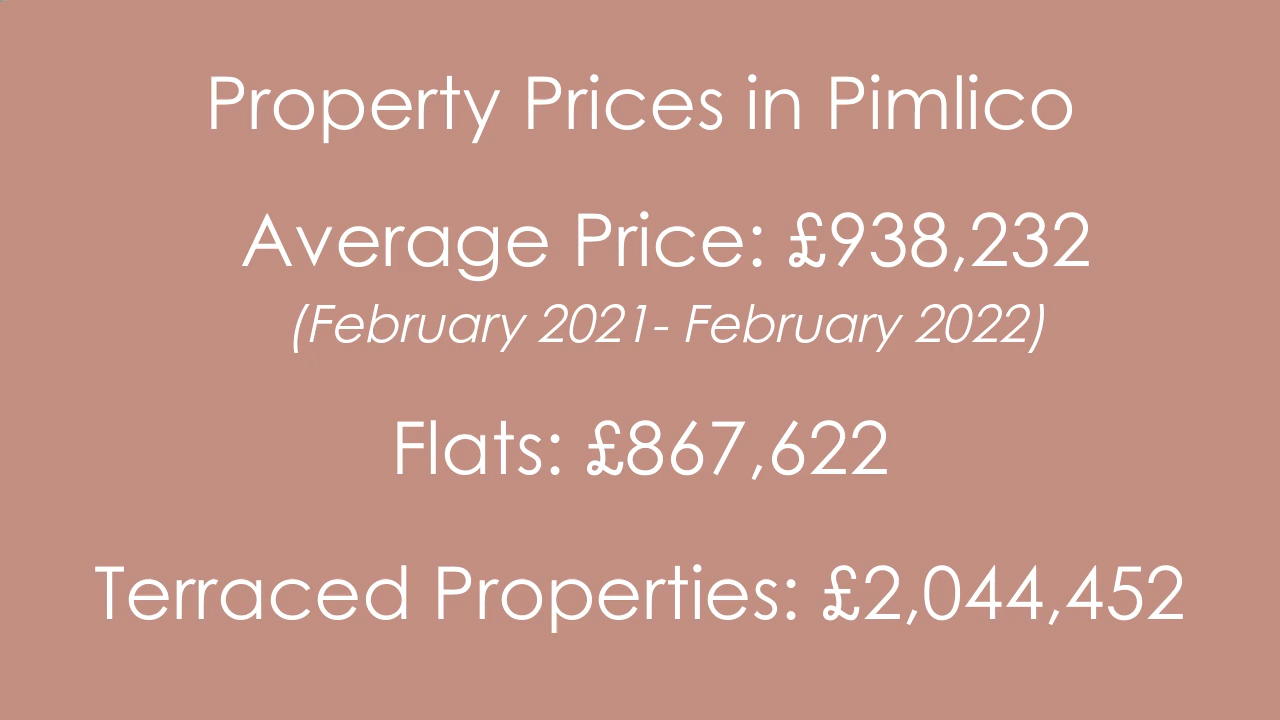 Property Prices in Pimlico
Average Price: £938,232
(February 2021- February 2022)
Flats: £867,622
Terraced Properties: £2,044,452